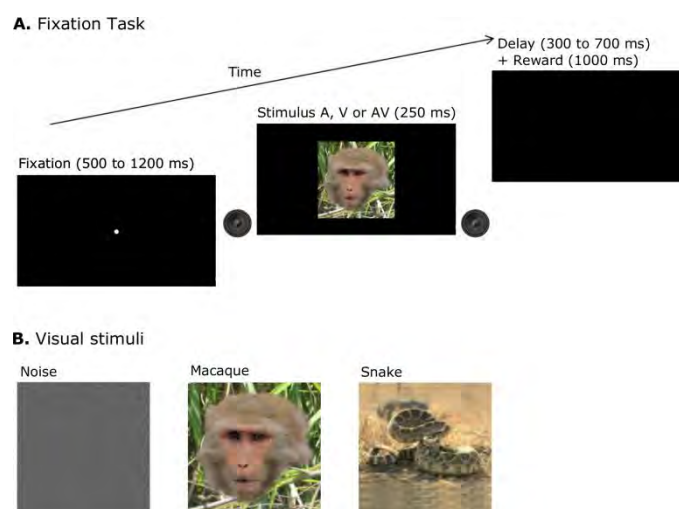 A. Fixation Task
Delay (300 to 700 ms)
+ Reward (1000 ms)
Time
Stimulus A, V or AV (250 ms)
Fixation (500 to 1200 ms)
B. Visual stimuli
Noise
Macaque
Snake